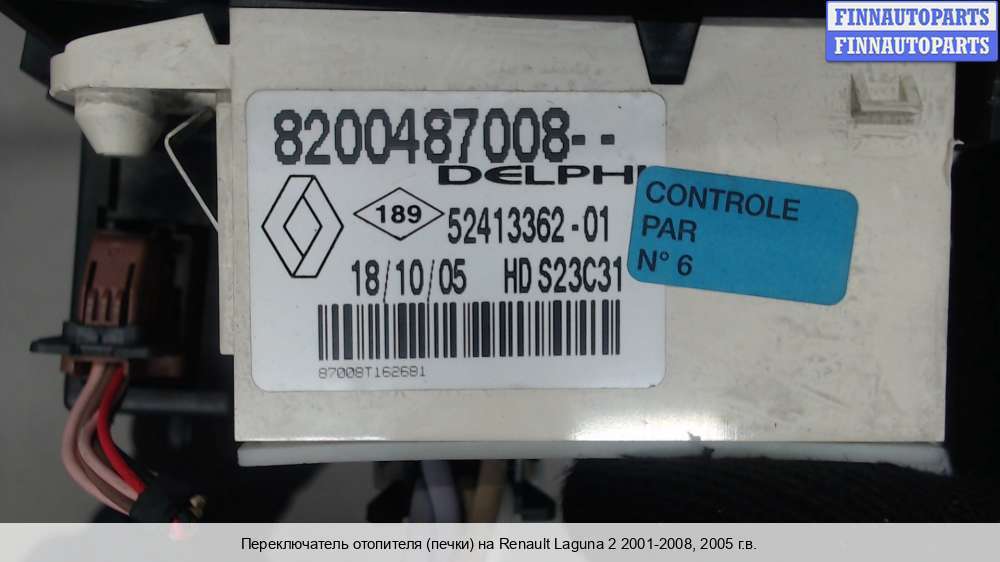 FINNAUTOPARTS
FINNAUTOPARTS
8200487008--
DELPHI
189
52413362-01
18/10/05 HD S23C31
87008T162681
CONTROLE
PAR
N° 6
Переключатель отопителя (печки) на Renault Laguna 2 2001-2008, 2005 г.в.